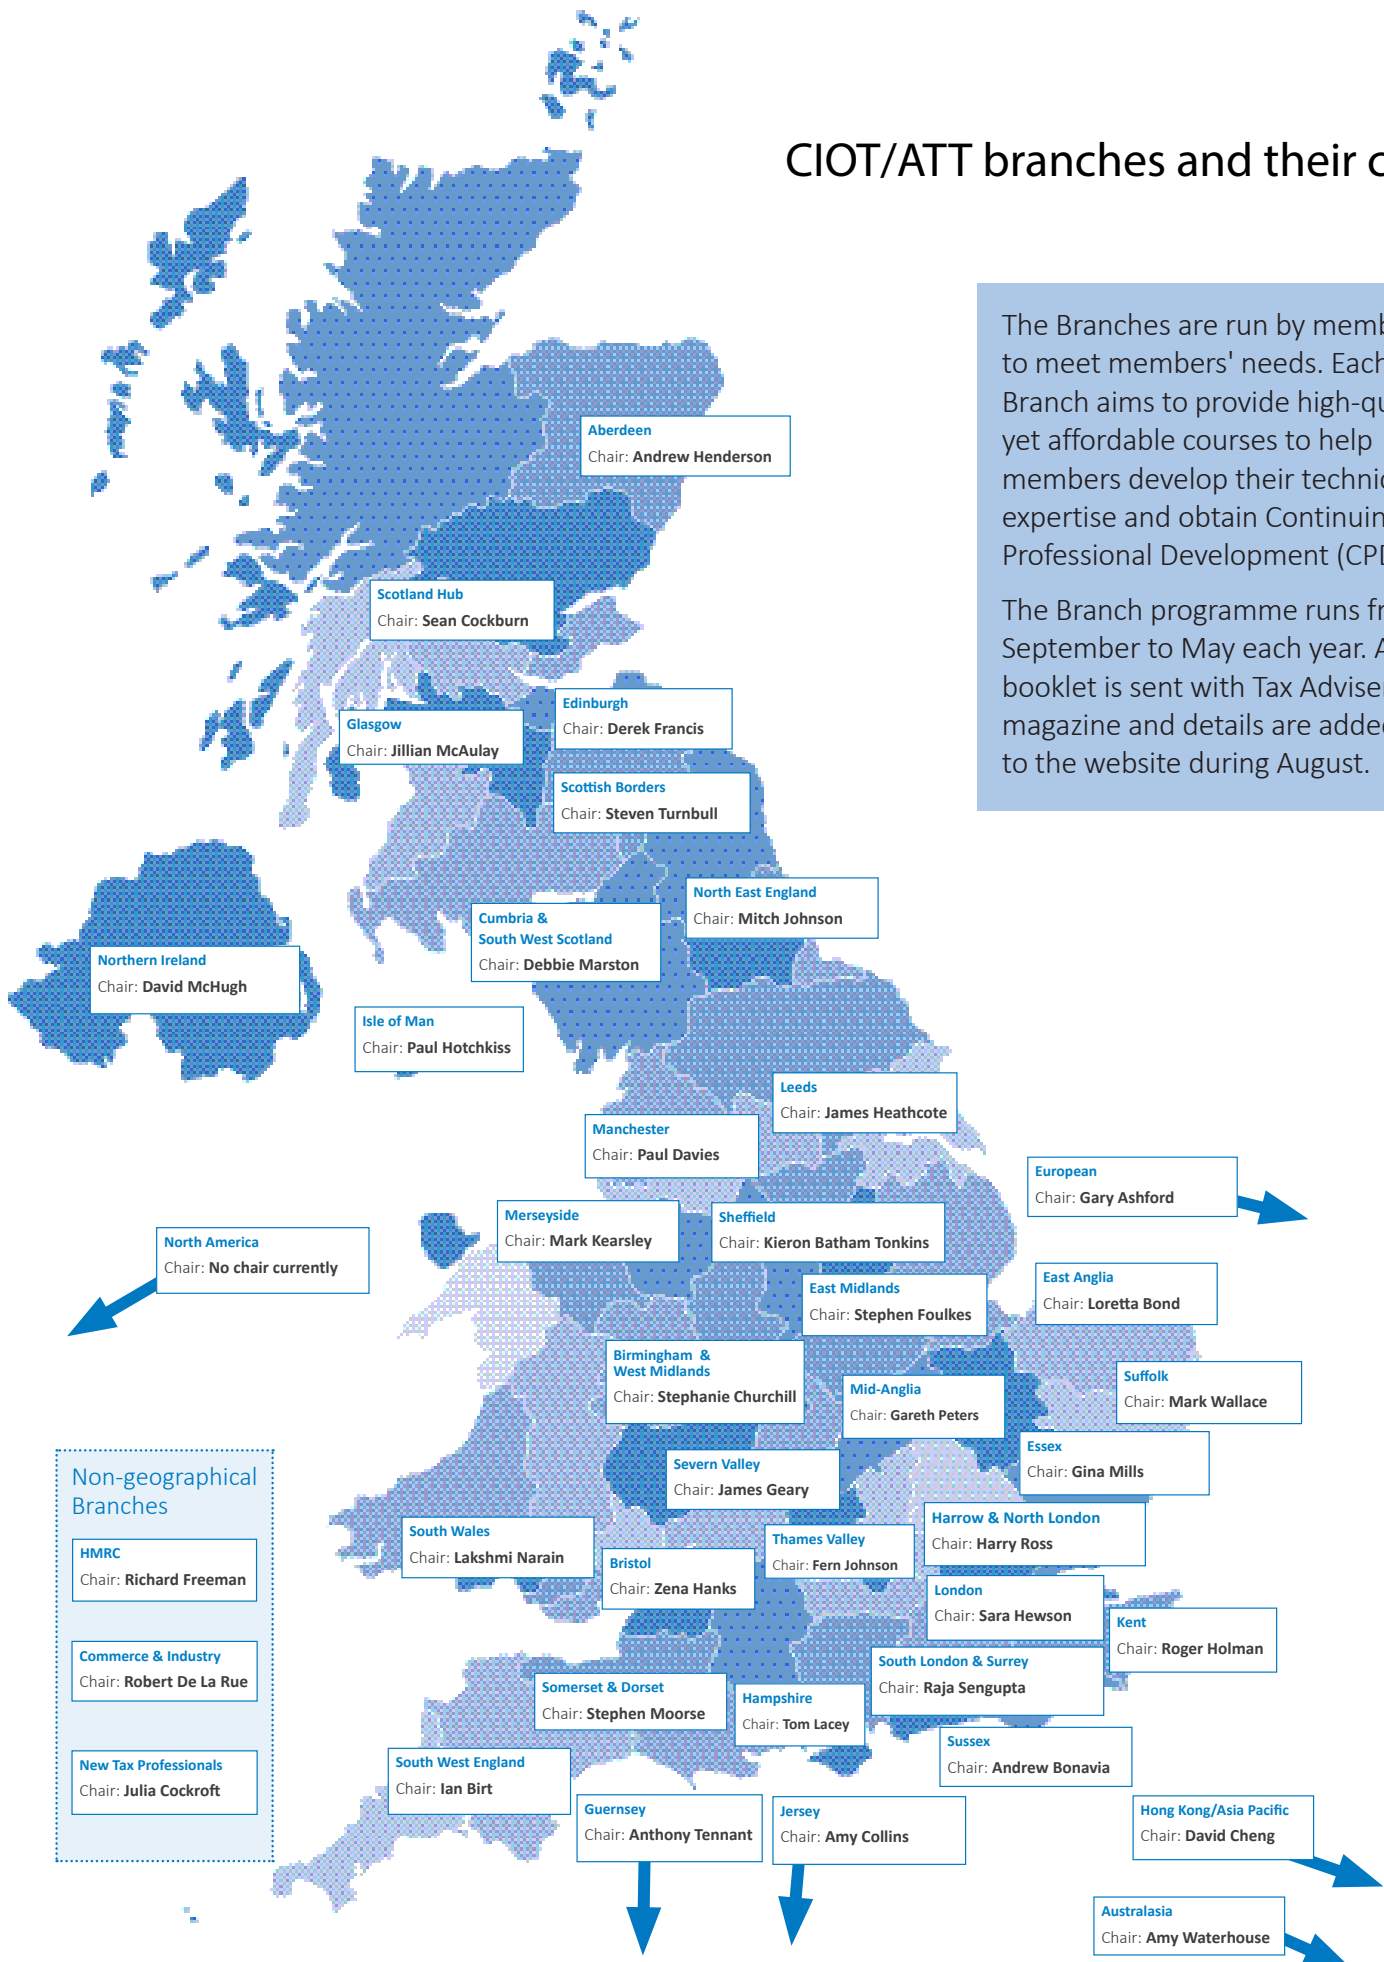 CIOT/ATT branches and their
The Branches are run by
to meet members' needs. Each
Branch aims to provide
yet affordable courses to help
members develop their
expertise and obtain
Professional Development
The Branch programme runs
September to May each year. A
booklet is sent with Tax Adviser
magazine and details are added
to the website during August.
Aberdeen
Chair: Andrew Henderson
Scotland Hub
Chair: Sean Cockburn
Edinburgh
Chair: Derek Francis
Glasgow
Chair: Jillian McAulay
Scottish Borders
Chair: Steven Turnbull
North East England
Chair: Mitch Johnson
Cumbria &
South West Scotland
Chair: Debbie Marston
Northern Ireland
Chair: David McHugh
Isle of Man
Chair: Paul Hotchkiss
Leeds
Chair: James Heathcote
Manchester
Chair: Paul Davies
European
Chair: Gary Ashford
Merseyside
Chair: Mark Kearsley
Sheffield
Chair: Kieron Batham Tonkins
North America
Chair: No chair currently
East Anglia
Chair: Loretta Bond
East Midlands
Chair: Stephen Foulkes
Birmingham &
West Midlands
Chair: Stephanie Churchill
Suffolk
Chair: Mark Wallace
Mid-Anglia
Chair: Gareth Peters
Essex
Chair: Gina Mills
Severn Valley
Chair: James Geary
Non-geographical
Branches
HMRC
Chair: Richard Freeman
Commerce & Industry
Chair: Robert De La Rue
New Tax Professionals
Chair: Julia Cockroft
Harrow & North London
Chair: Harry Ross
South Wales
Chair: Lakshmi Narain
Thames Valley
Chair: Fern Johnson
Bristol
Chair: Zena Hanks
London
Chair: Sara Hewson
Kent
Chair: Roger Holman
South London & Surrey
Chair: Raja Sengupta
Somerset & Dorset
Chair: Stephen Moorse
Hampshire
Chair: Tom Lacey
Sussex
Chair: Andrew Bonavia
South West England
Chair: Ian Birt
Guernsey
Chair: Anthony Tennant
Jersey
Chair: Amy Collins
Hong Kong/Asia Pacific
Chair: David Cheng
Australasia
Chair: Amy Waterhouse